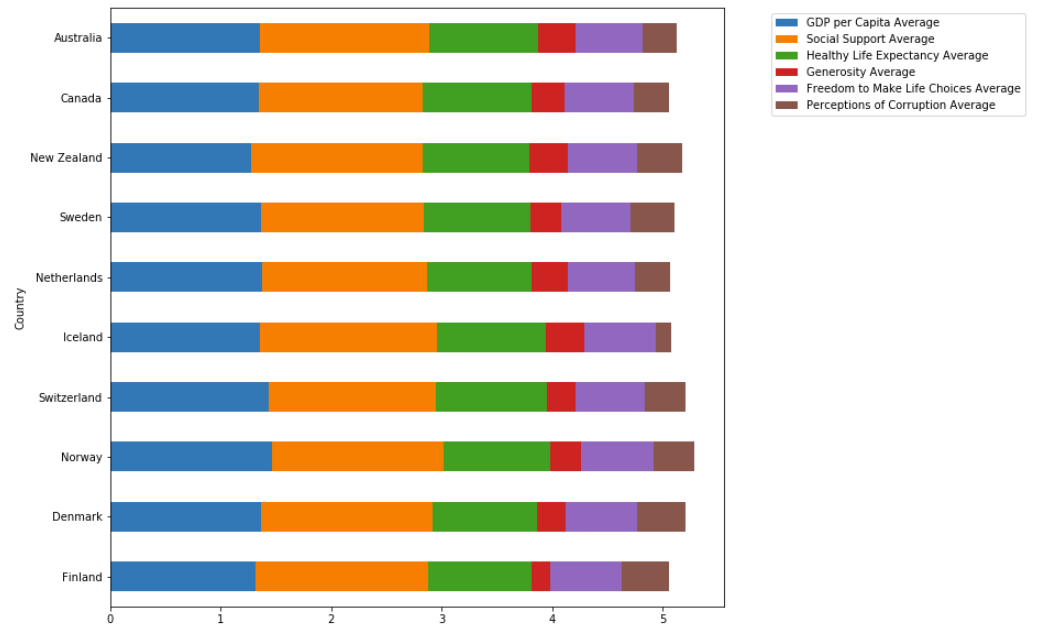 GDP per Capita Average
Social Support Average
Healthy Life Expectancy Average
Generosity Average
Freedom to Make Life Choices Average
Perceptions of Corruption Average
Country
Australia
Canada
New Zealand
Sweden
Netherlands
Iceland
Switzerland
Norway
Denmark
Finland
0 1 2 3 4 5